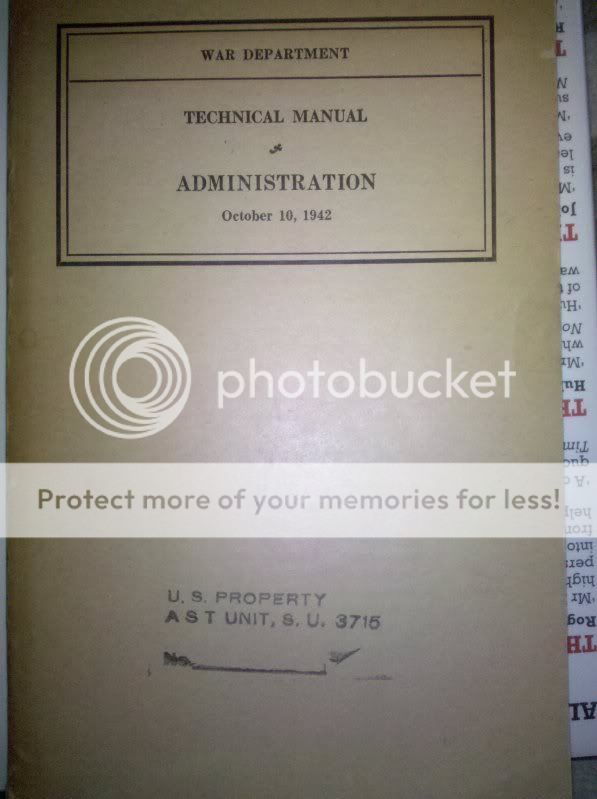 WAR DEPARTMENT
TECHNICAL MANUAL
ADMINISTRATION
October 10, 1942
photobucket
Protect more of your memories for less!
U. S. PROPERTY
A S T UNIT, S. U. 3715
No.